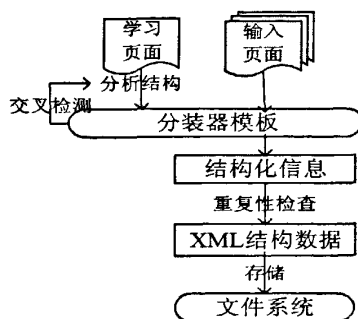 学习
页面
输入
页面
分析结构
交叉检测
分装器模板
结构化信息
重复性检查
XML结构数据
存储
文件系统